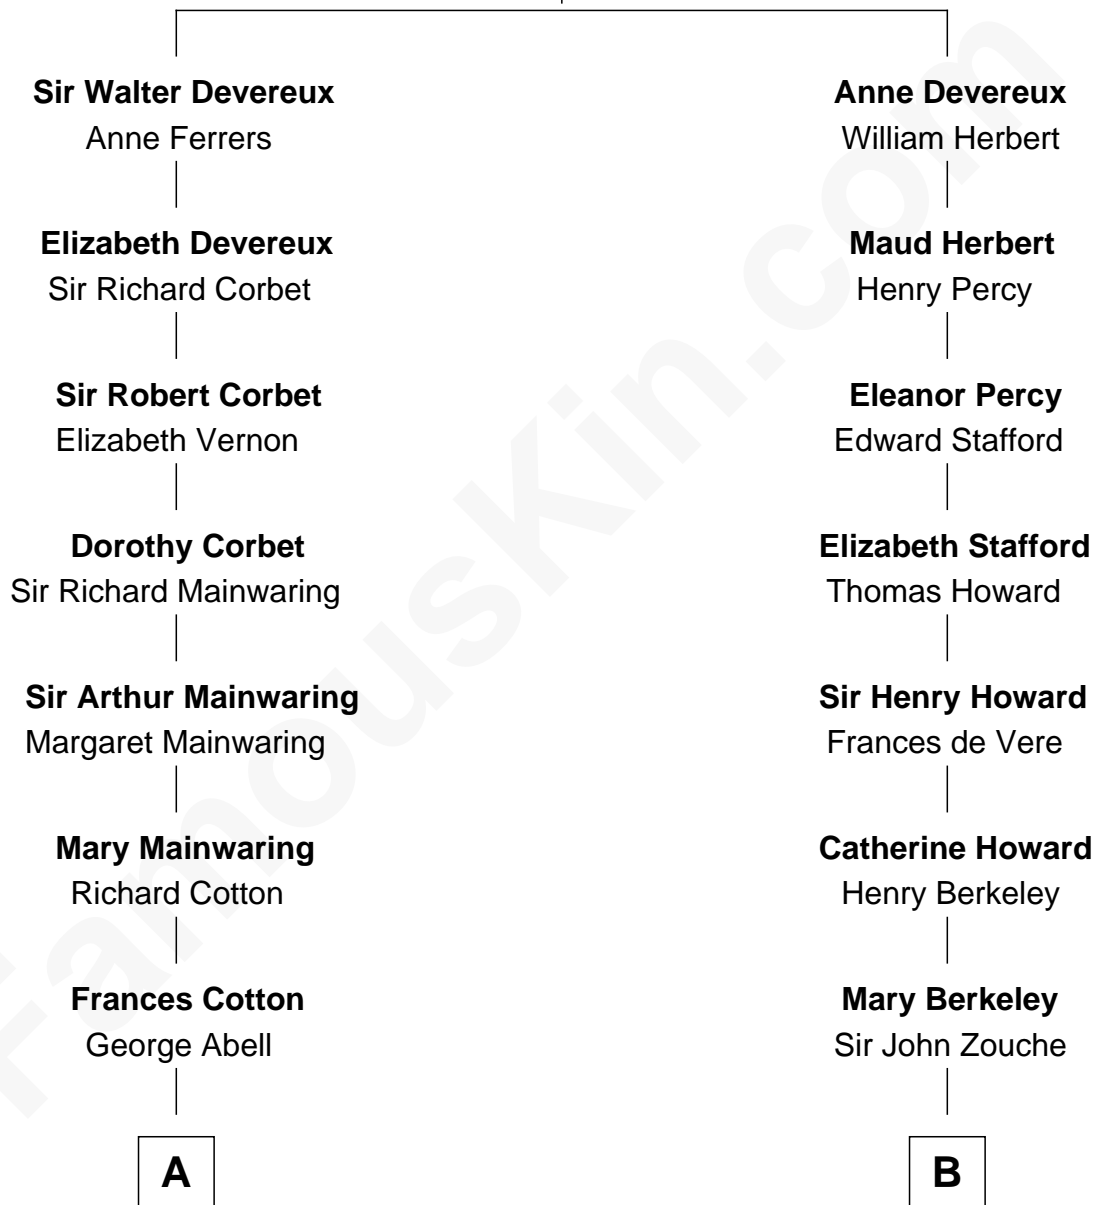 Sir Walter Devereux
Anne Ferrers
Elizabeth Devereux
Sir Richard Corbet
Sir Robert Corbet
Elizabeth Vernon
Dorothy Corbet
Sir Richard Mainwaring
Sir Arthur Mainwaring
Margaret Mainwaring
Mary Mainwaring
Richard Cotton
Frances Cotton
George Abell
A
Anne Devereux
William Herbert
Maud Herbert
Henry Percy
Eleanor Percy
Edward Stafford
Elizabeth Stafford
Thomas Howard
Sir Henry Howard
Frances de Vere
Catherine Howard
Henry Berkeley
Mary Berkeley
Sir John Zouche
B
FamousKin.com